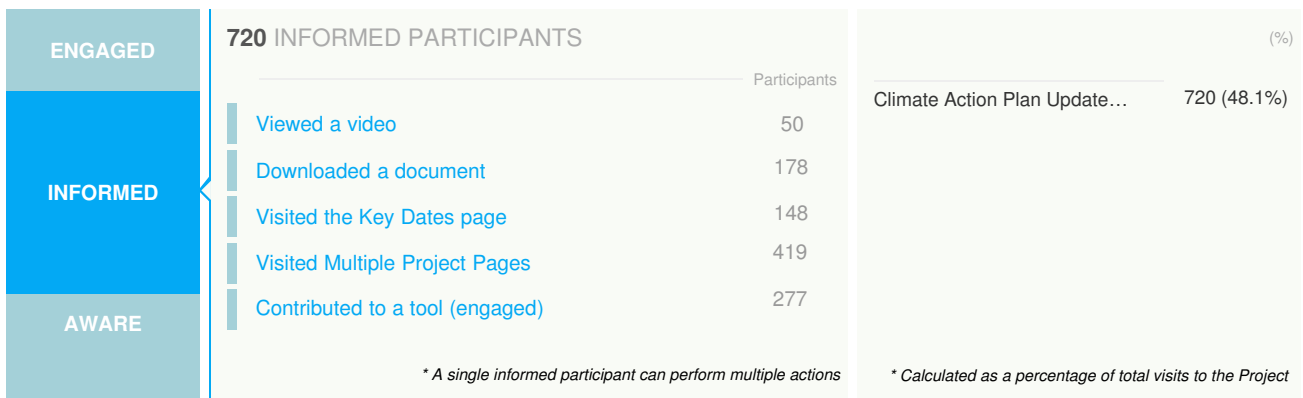 ENGAGED
INFORMED
AWARE
720 INFORMED PARTICIPANTS
Participants
Viewed a video 50
Downloaded a document 178
Visited the Key Dates page 148
Visited Multiple Project Pages 419
Contributed to a tool (engaged) 277
* A single informed participant can perform multiple actions
(%)
Climate Action Plan Update… 720 (48.1%)
* Calculated as a percentage of total visits to the Project